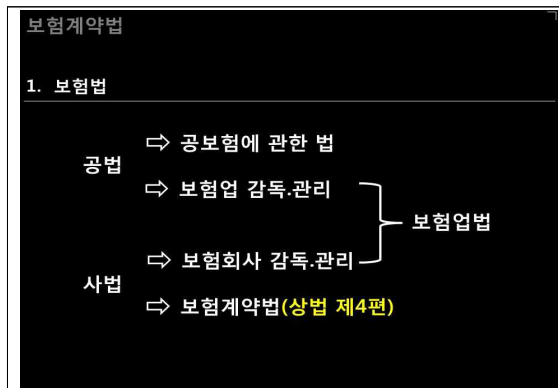 보험계약법
1. 보험법
⇨ 공보험에 관한 법
공법
⇨ 보험업 감독.관리
보험업법
⇨ 보험회사 감독.관리
사법
⇨ 보험계약법(상법 제4편)